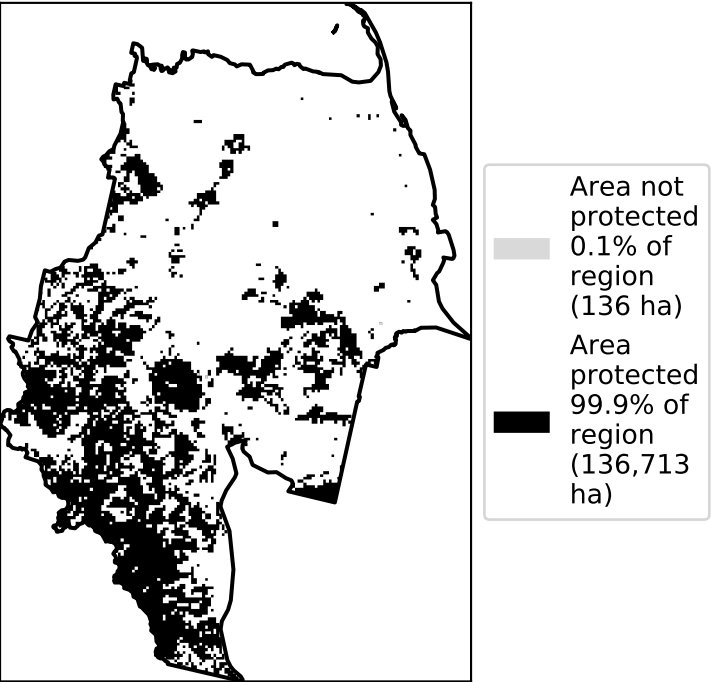 Area not
protected
0.1% of
region
(136 ha)
Area
protected
99.9% of
region
(136,713
ha)